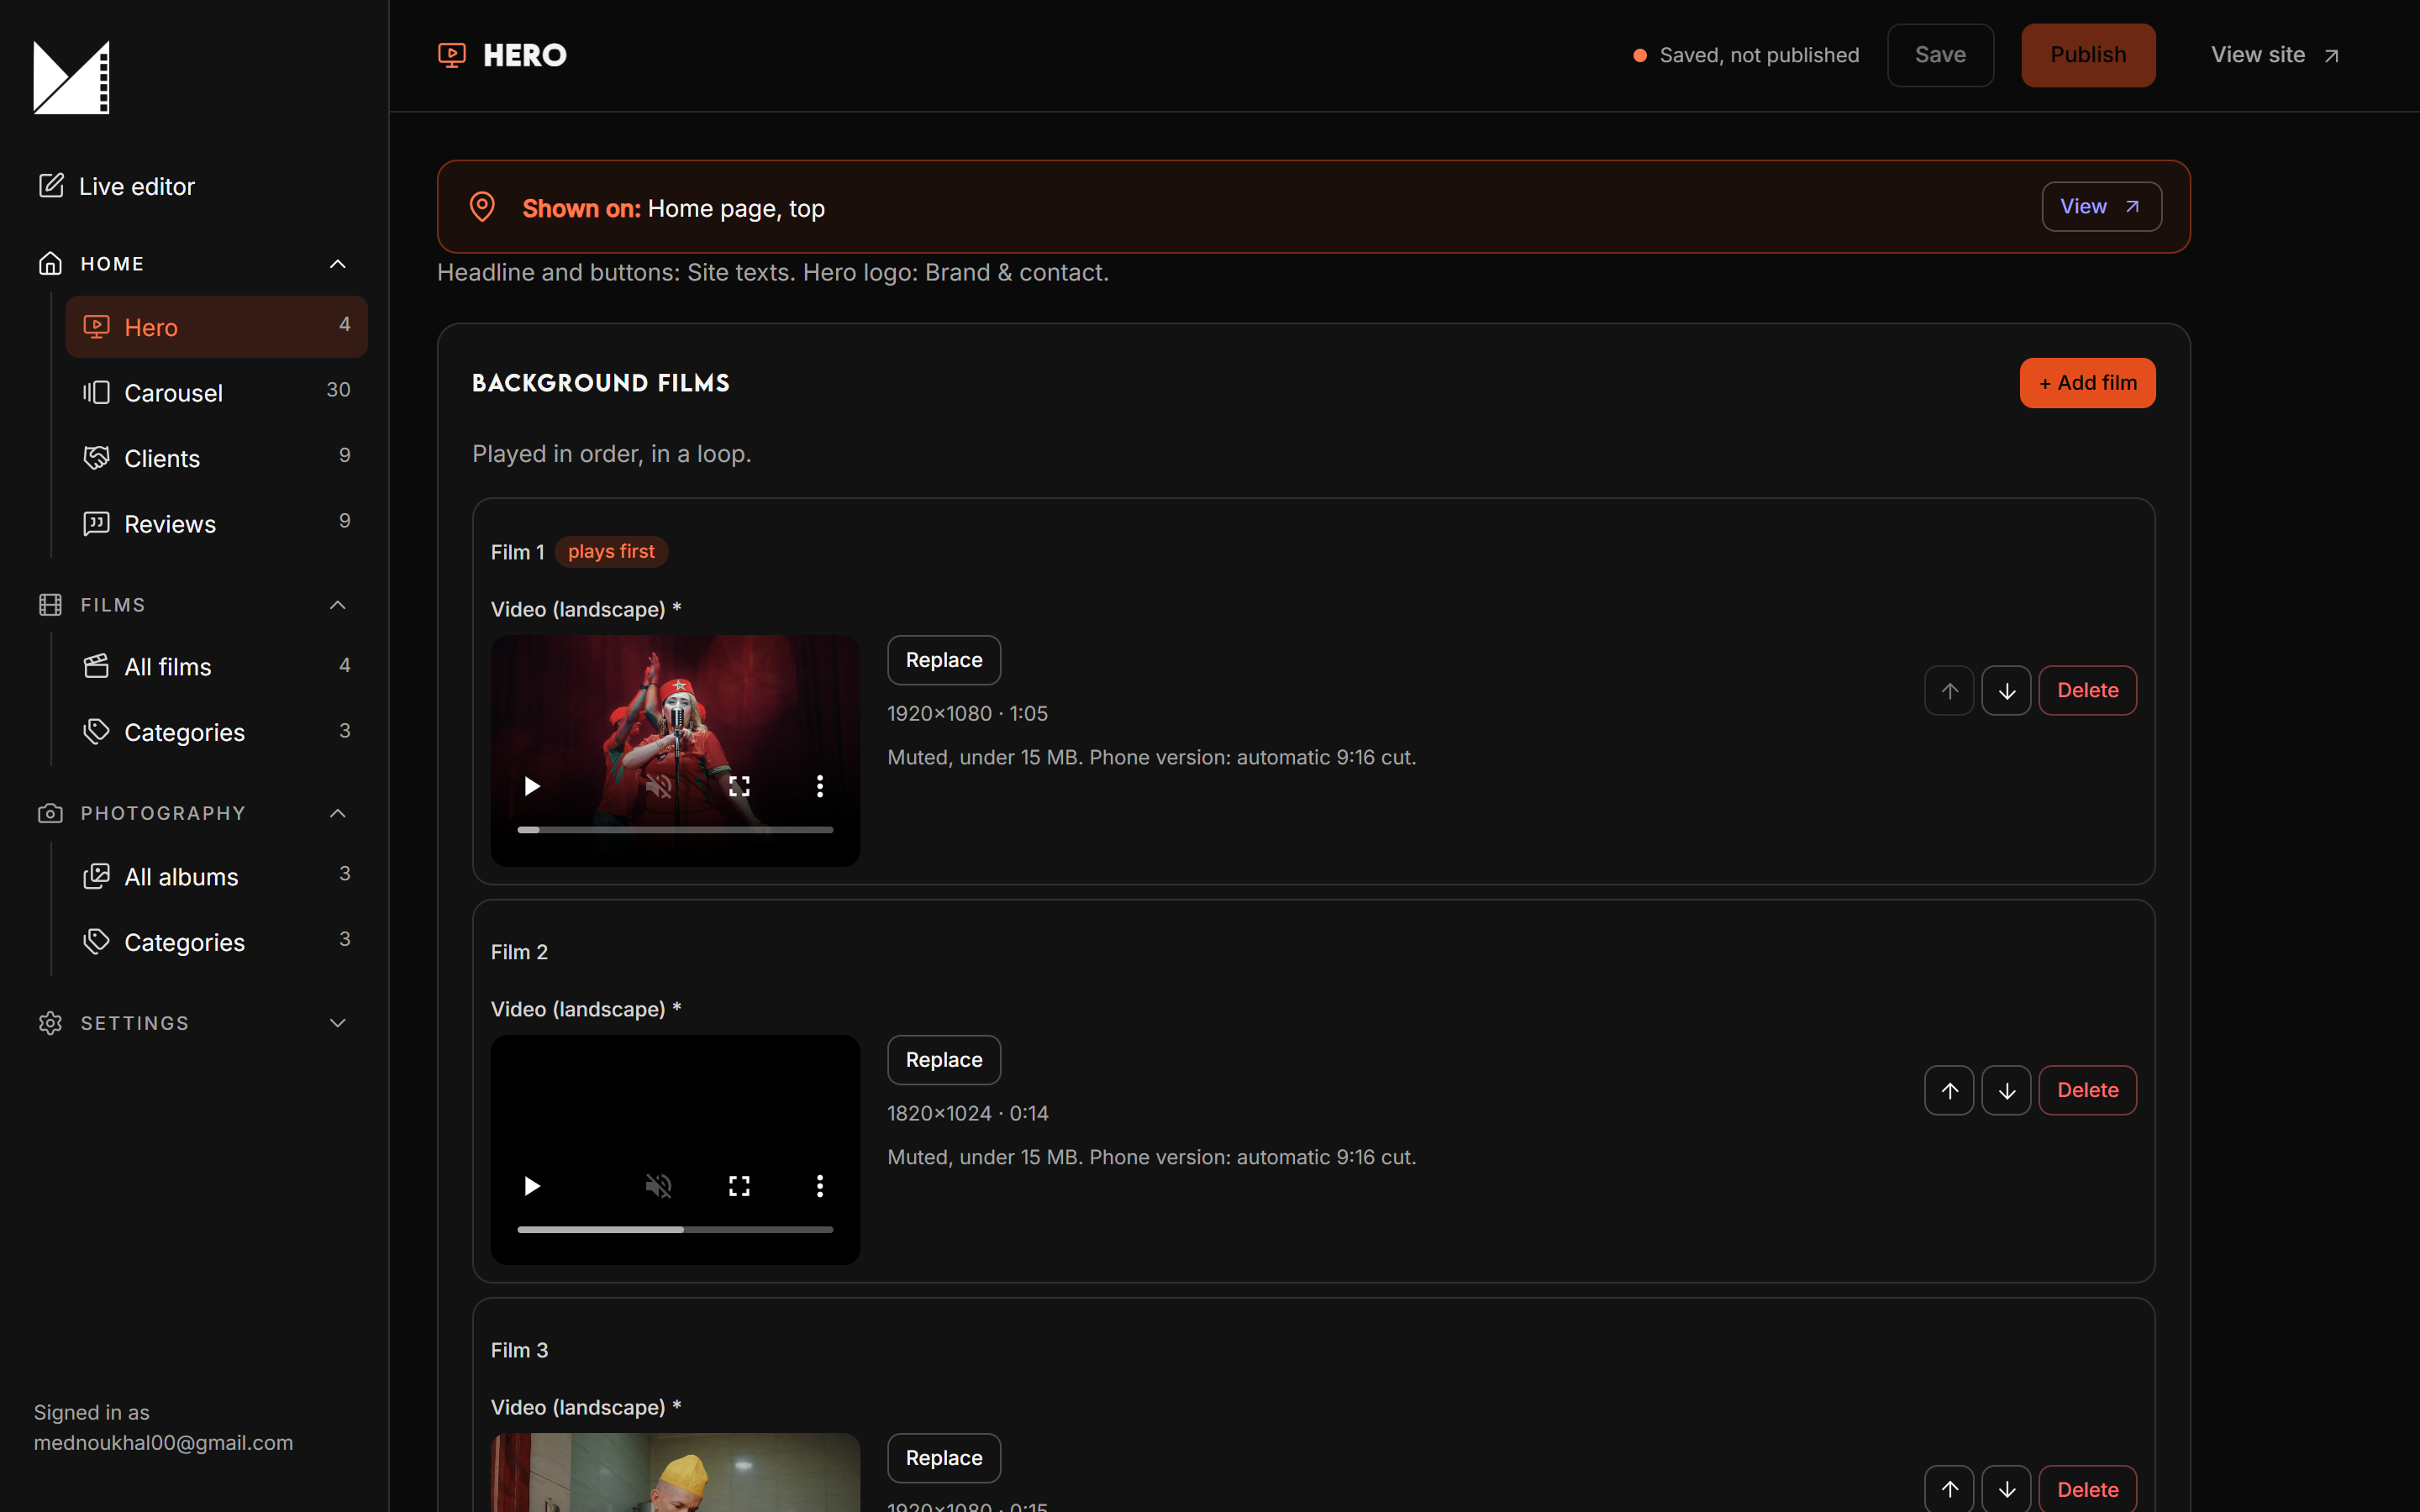 HERO
Saved, not published
Save
Publish
View site
Live editor
HOME
Hero 4
Carousel 30
Clients 9
Reviews 9
FILMS
All films 4
Categories 3
PHOTOGRAPHY
All albums 3
Categories 3
SETTINGS
Signed in as
mednoukhal00@gmail.com
Shown on: Home page, top
View
Headline and buttons: Site texts. Hero logo: Brand & contact.
BACKGROUND FILMS
+ Add film
Played in order, in a loop.
Film 1 plays first
Video (landscape) *
Replace
1920×1080 · 1:05
Muted, under 15 MB. Phone version: automatic 9:16 cut.
Delete
Film 2
Video (landscape) *
Replace
1820×1024 · 0:14
Muted, under 15 MB. Phone version: automatic 9:16 cut.
Delete
Film 3
Video (landscape) *
Replace
1920×1080 · 0:15
Delete